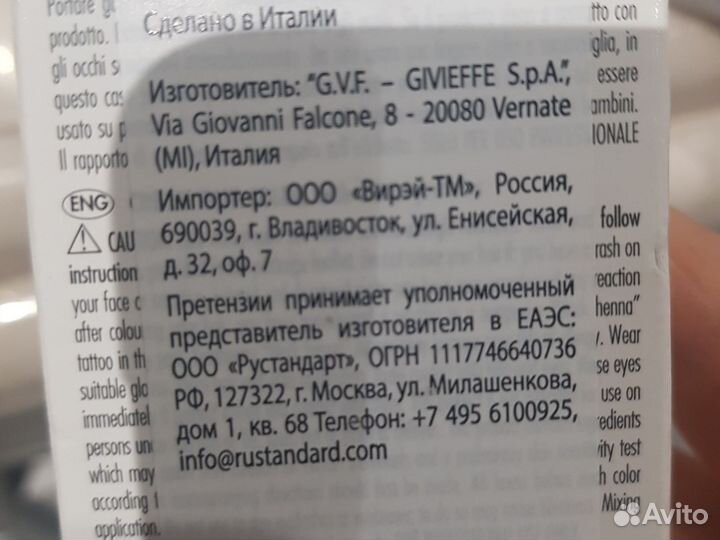 Portare
Сделано в Италии
tto con
prodotto.
glia, in
gli occhi
essere
questo
ambini.
usato su
IONALE
Il rapporto
Изготовитель: "G.V.F. – GIVIEFFE S.p.A.",
Via Giovanni Falcone, 8 - 20080 Vernate
(MI), Италия
Импортер: ООО «Вирэй-ТМ», Россия,
690039, г. Владивосток, ул. Енисейская,
д. 32, оф. 7
Претензии принимает уполномоченный
представитель изготовителя в ЕАЭС:
ООО «Рустандарт», ОГРН 1117746640736
РФ, 127322, г. Москва, ул. Милашенкова,
дом 1, кв. 68 Телефон: +7 495 6100925,
info@rustandard.com
ENG
CAU
instruction
your face
after colou
tattoo in th
suitable glo
immediatel
persons un
which may
according
application.
follow
rash on
eaction
henna"
. Wear
se eyes
use on
edients
ity test
h color
Mixing
Avito